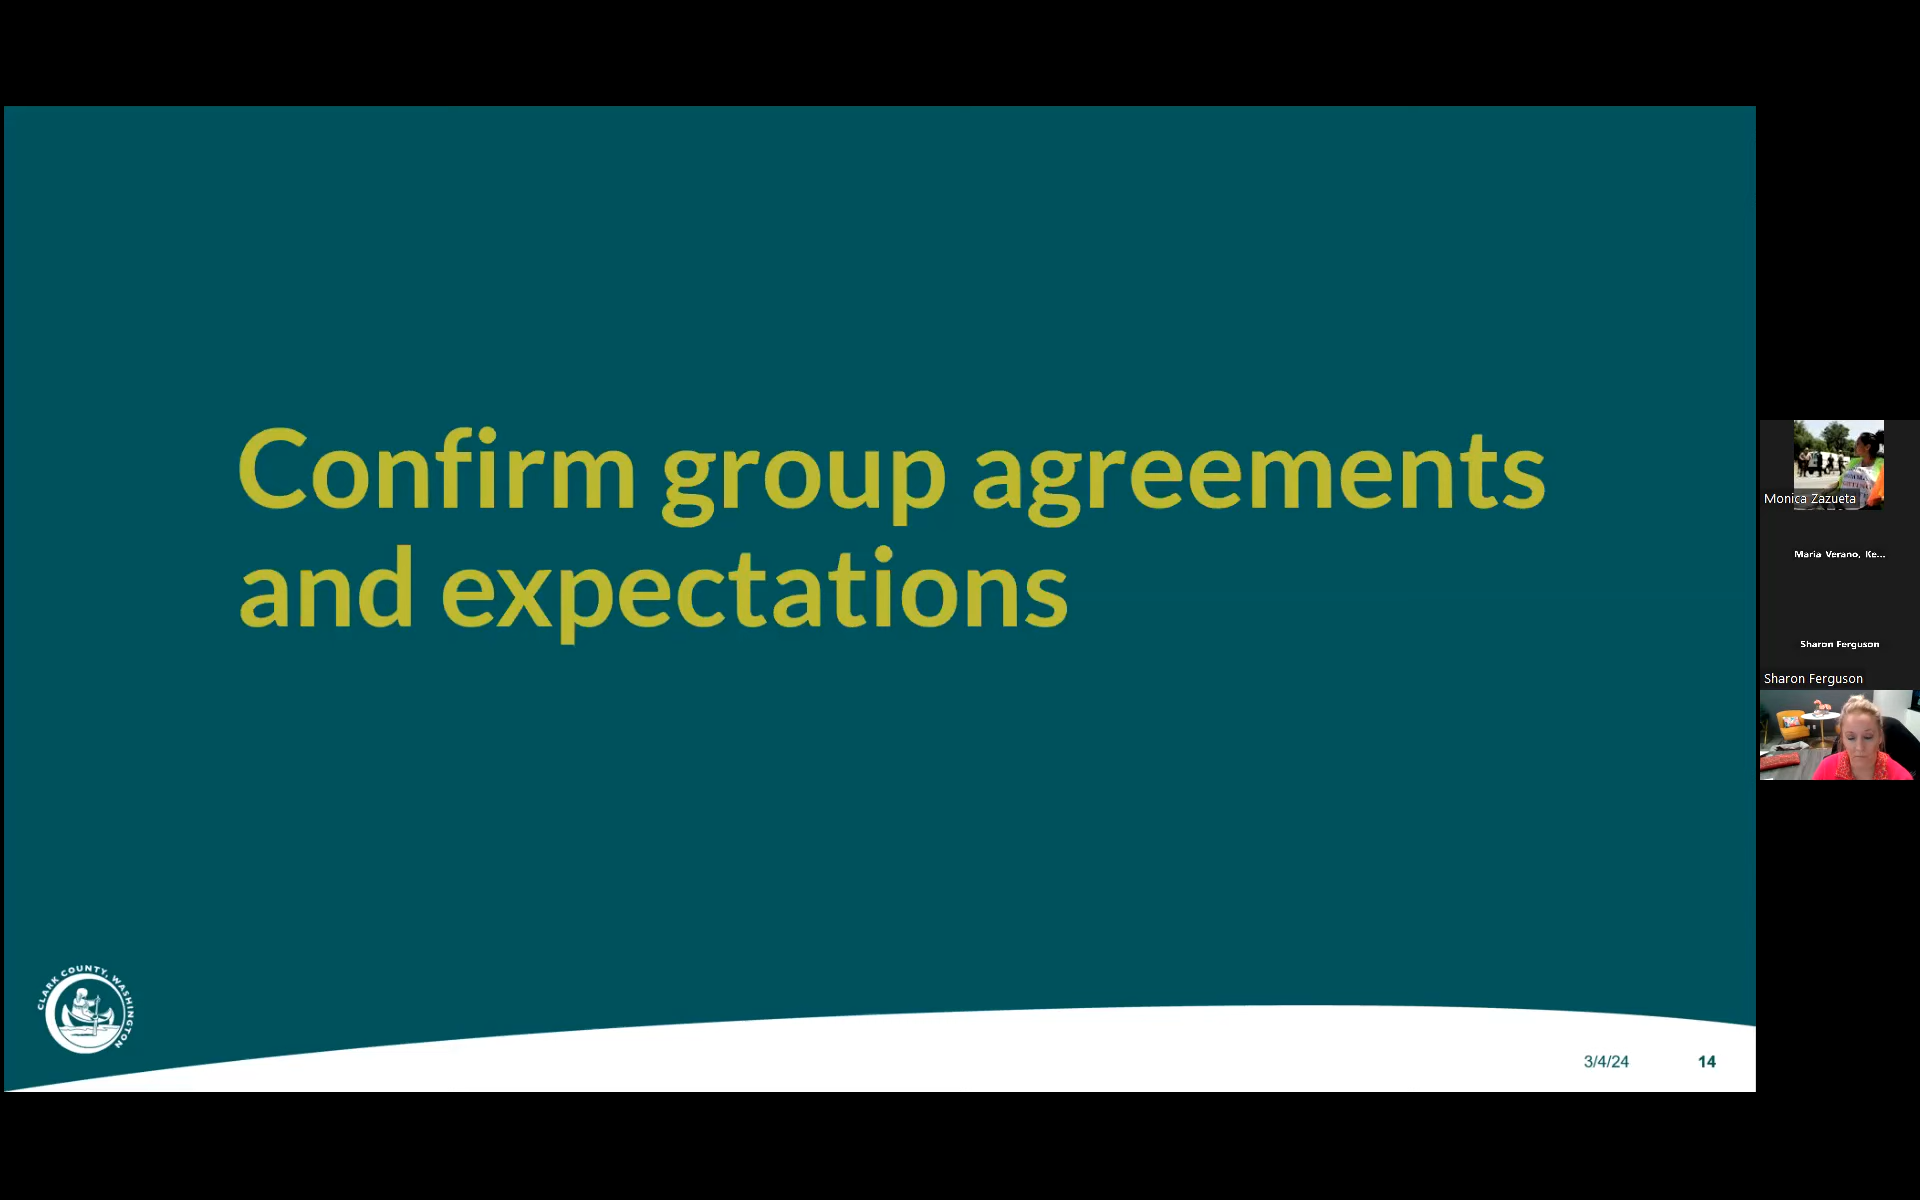 Confirm group agreements
and expectations
CLARK COUNTY, WASHINGTON
3/4/24
14
Monica Zazueta
Maria Verano, Ke...
Sharon Ferguson
Sharon Ferguson